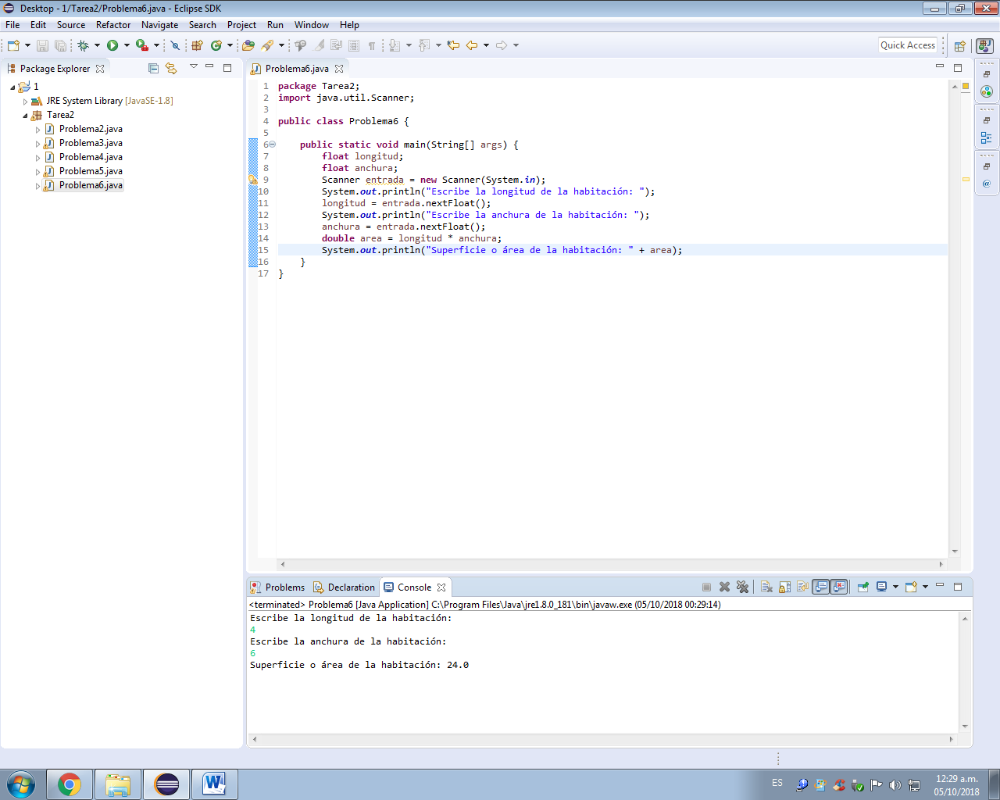 Desktop - 1/Tarea2/Problema6.java - Eclipse SDK
File Edit Source Refactor Navigate Search Project Run Window Help
Quick Access
Package Explorer
1
JRE System Library [JavaSE-1.8]
Tarea2
Problema2.java
Problema3.java
Problema4.java
Problema5.java
Problema6.java
Problema6.java
1 package Tarea2;
2 import java.util.Scanner;
3
4 public class Problema6 {
5
6 public static void main(String[] args) {
7 float longitud;
8 float anchura;
9 Scanner entrada = new Scanner(System.in);
10 System.out.println("Escribe la longitud de la habitación: ");
11 longitud = entrada.nextFloat();
12 System.out.println("Escribe la anchura de la habitación: ");
13 anchura = entrada.nextFloat();
14 double area = longitud * anchura;
15 System.out.println("Superficie o área de la habitación: " + area);
16 }
17 }
Problems Declaration Console
<terminated> Problema6 [Java Application] C:\Program Files\Java\jre1.8.0_181\bin\javaw.exe (05/10/2018 00:29:14)
Escribe la longitud de la habitación:
4
Escribe la anchura de la habitación:
6
Superficie o área de la habitación: 24.0
ES
12:29 a.m.
05/10/2018